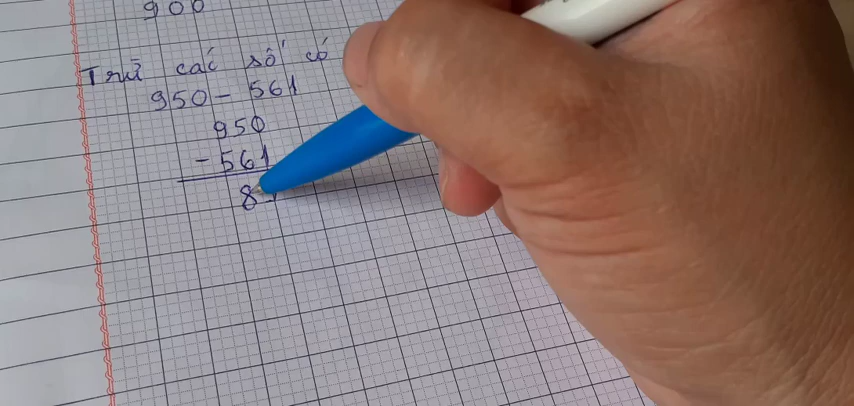 900
Trừ các số có
950 - 561
950
- 561
8